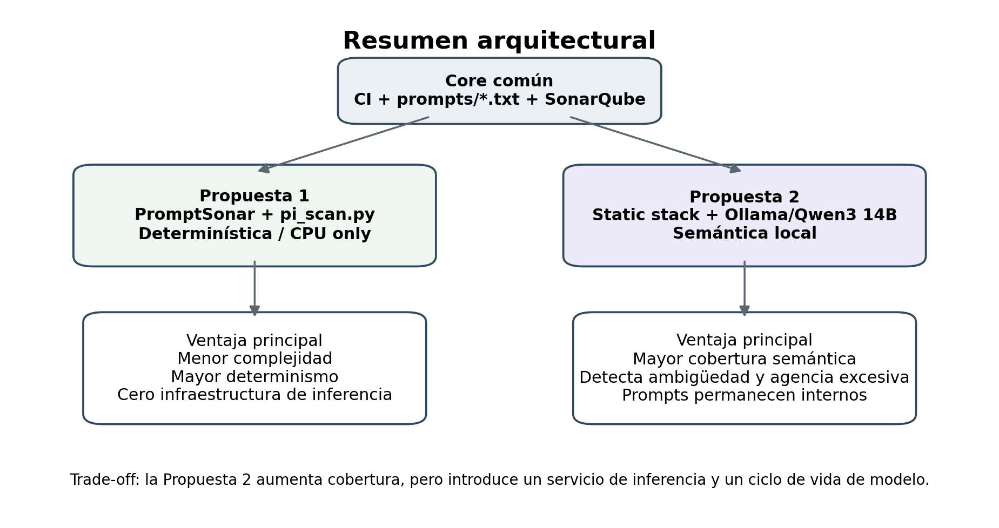 Resumen arquitectural
Core común
CI + prompts/*.txt + SonarQube
Propuesta 1
PromptSonar + pi_scan.py
Determinística / CPU only
Propuesta 2
Static stack + Ollama/Qwen3 14B
Semántica local
Ventaja principal
Menor complejidad
Mayor determinismo
Cero infraestructura de inferencia
Ventaja principal
Mayor cobertura semántica
Detecta ambigüedad y agencia excesiva
Prompts permanecen internos
Trade-off: la Propuesta 2 aumenta cobertura, pero introduce un servicio de inferencia y un ciclo de vida de modelo.